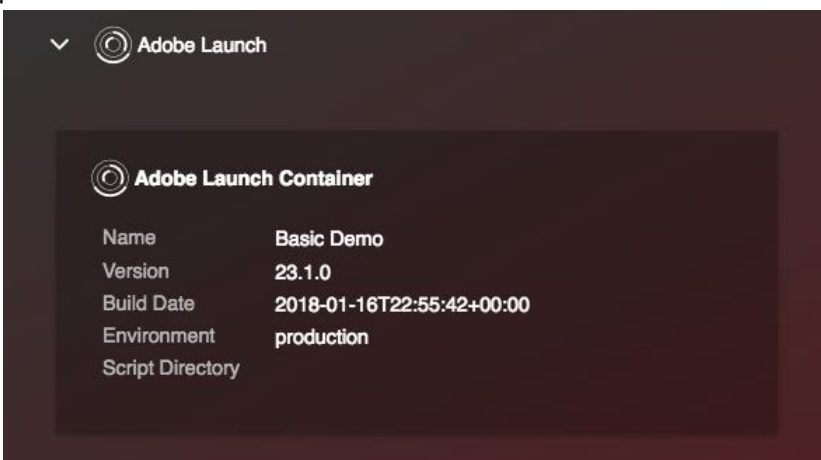 Adobe Launch
Adobe Launch Container
Name Basic Demo
Version 23.1.0
Build Date 2018-01-16T22:55:42+00:00
Environment production
Script Directory